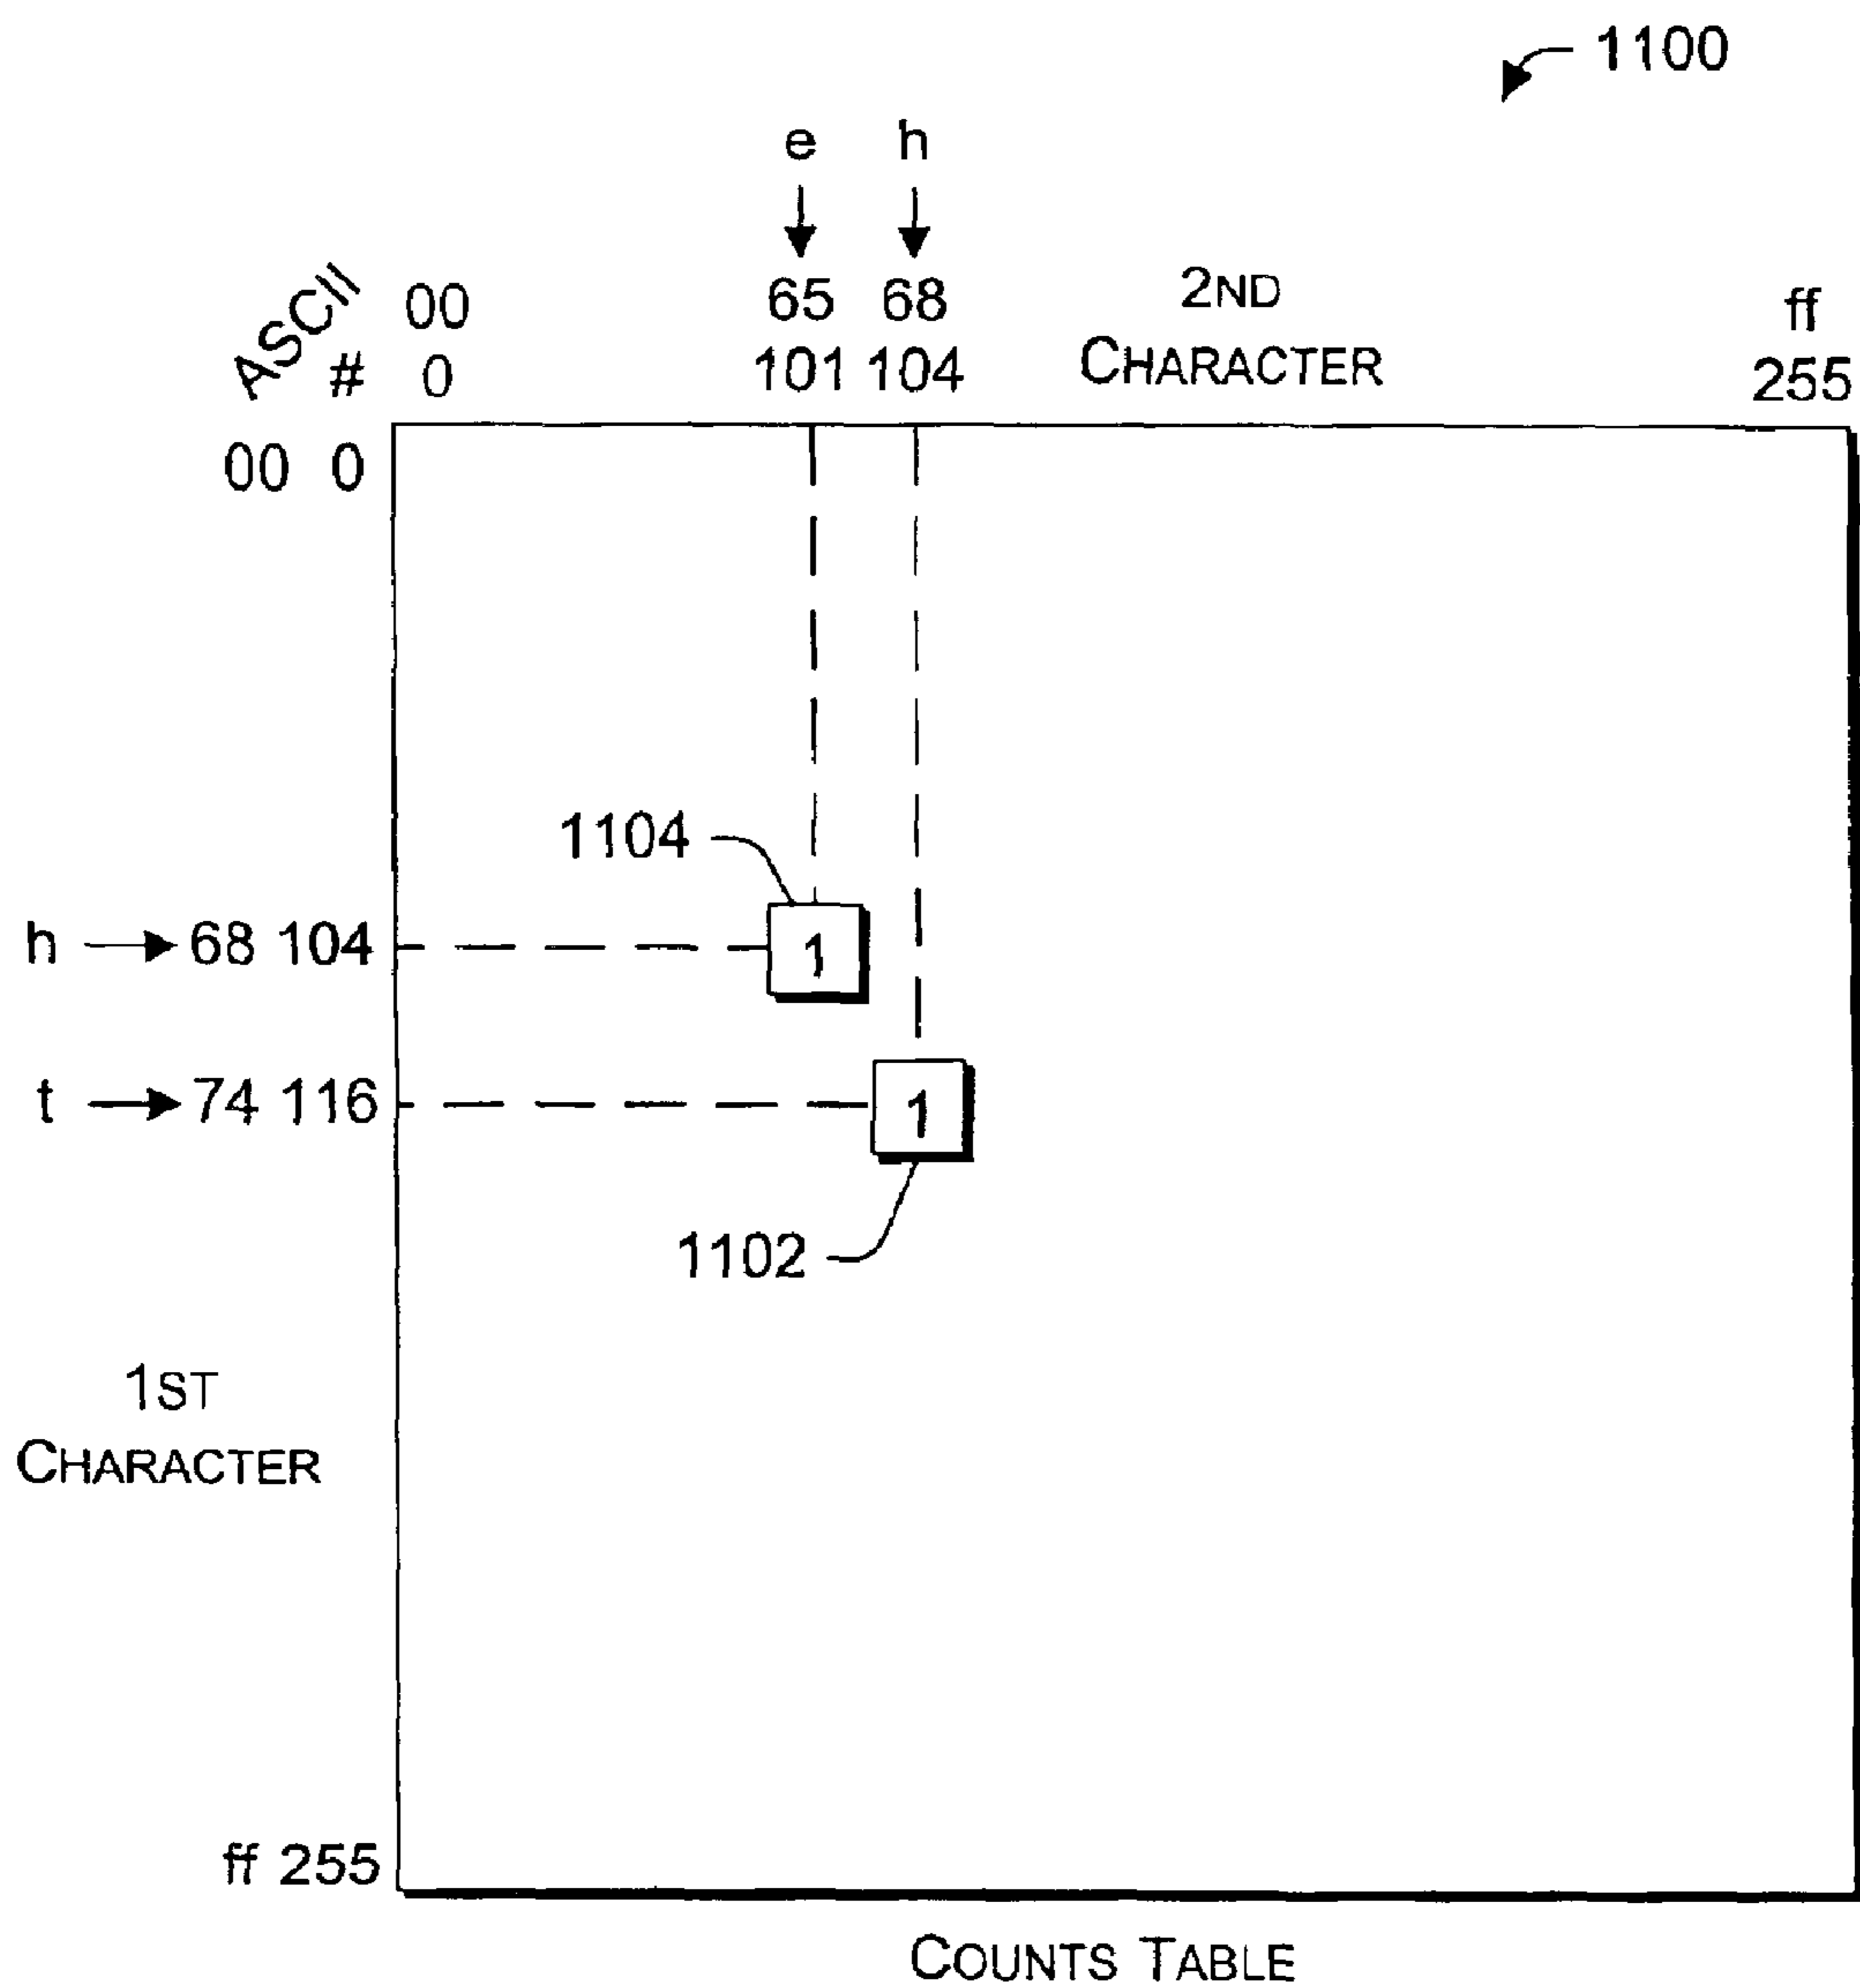 1100
e h
ASCII 00 65 68 2ND ff
# 0 101 104 CHARACTER 255
00 0
1104
h 68 104 1
t 74 116 1
1102
1ST
CHARACTER
ff 255
COUNTS TABLE